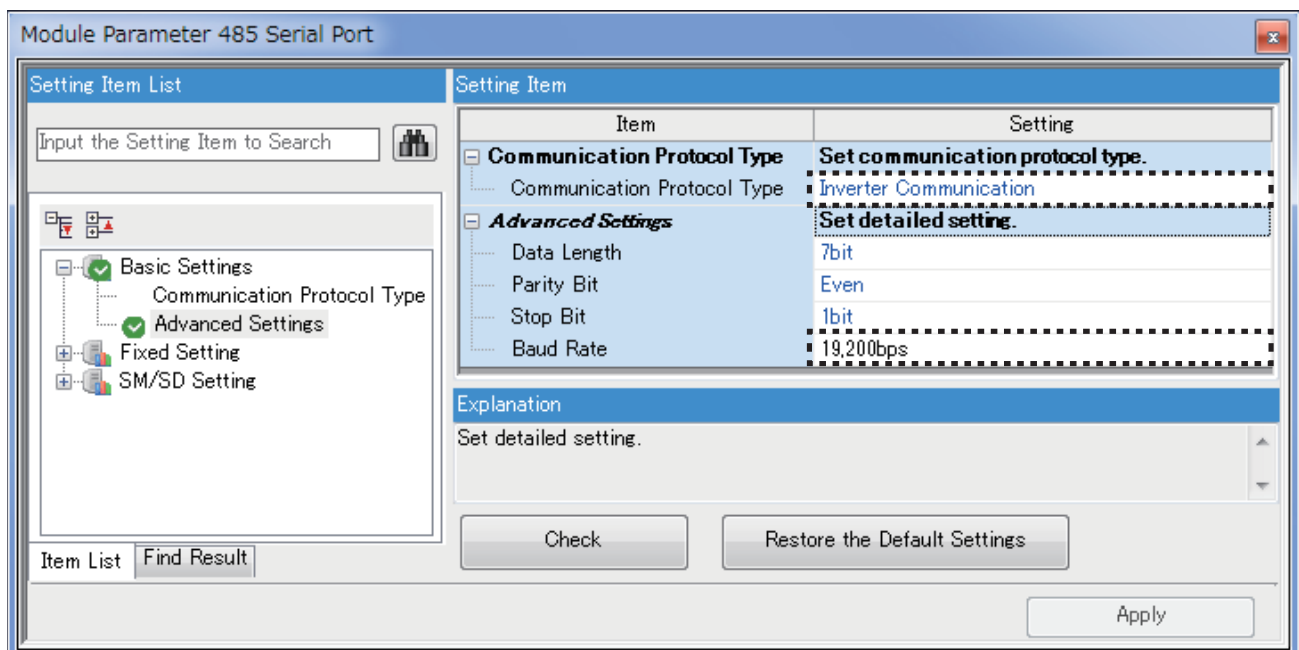 Module Parameter 485 Serial Port
x
Setting Item List
Input the Setting Item to Search
Basic Settings
Communication Protocol Type
Advanced Settings
Fixed Setting
SM/SD Setting
Item List Find Result
Setting Item
Item Setting
Communication Protocol Type Set communication protocol type.
Communication Protocol Type Inverter Communication
Advanced Settings Set detailed setting.
Data Length 7bit
Parity Bit Even
Stop Bit 1bit
Baud Rate 19,200bps
Explanation
Set detailed setting.
Check Restore the Default Settings
Apply